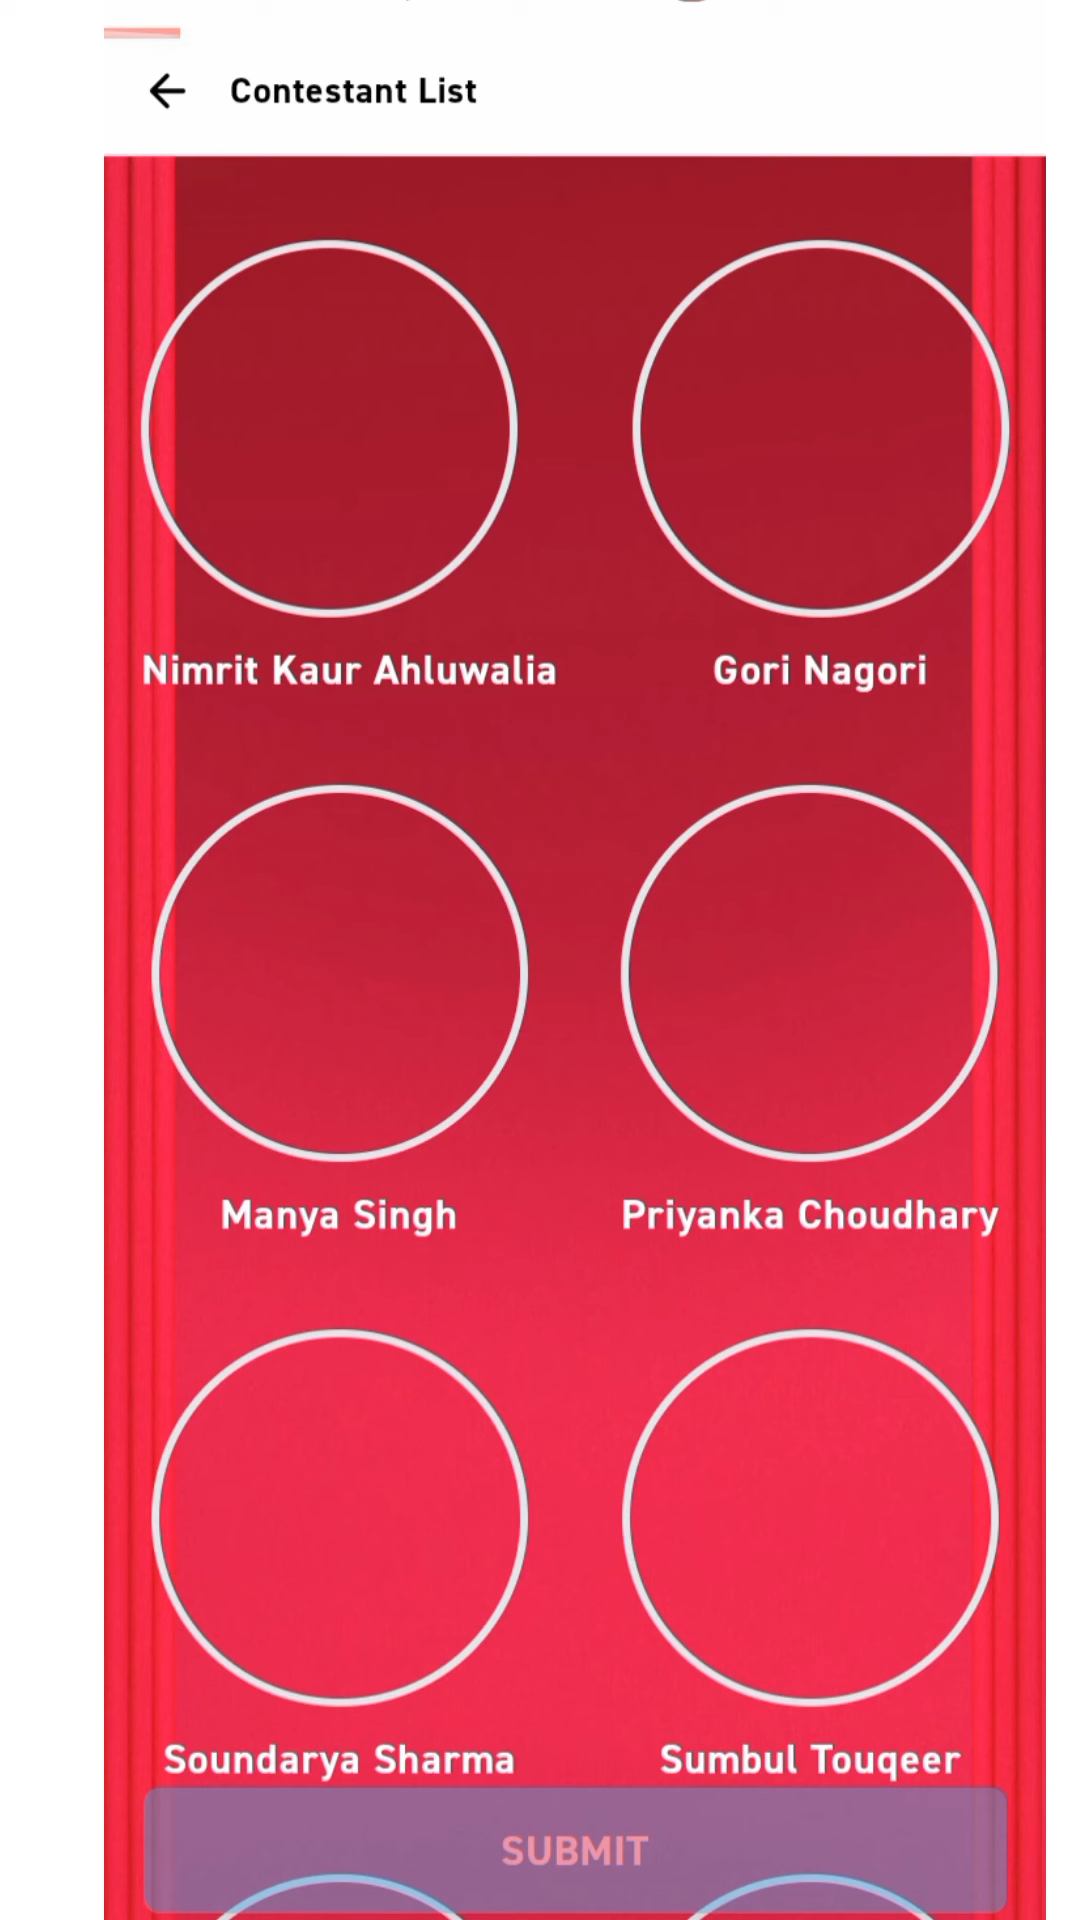 Contestant List
Nimrit Kaur Ahluwalia
Gori Nagori
Manya Singh
Priyanka Choudhary
Soundarya Sharma
Sumbul Touqeer
SUBMIT